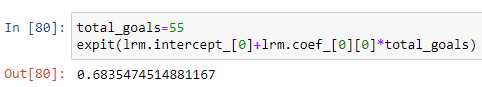 In [80]: total_goals=55
expit(lrm.intercept_[0]+lrm.coef_[0][0]*total_goals)
Out[80]: 0.6835474514881167